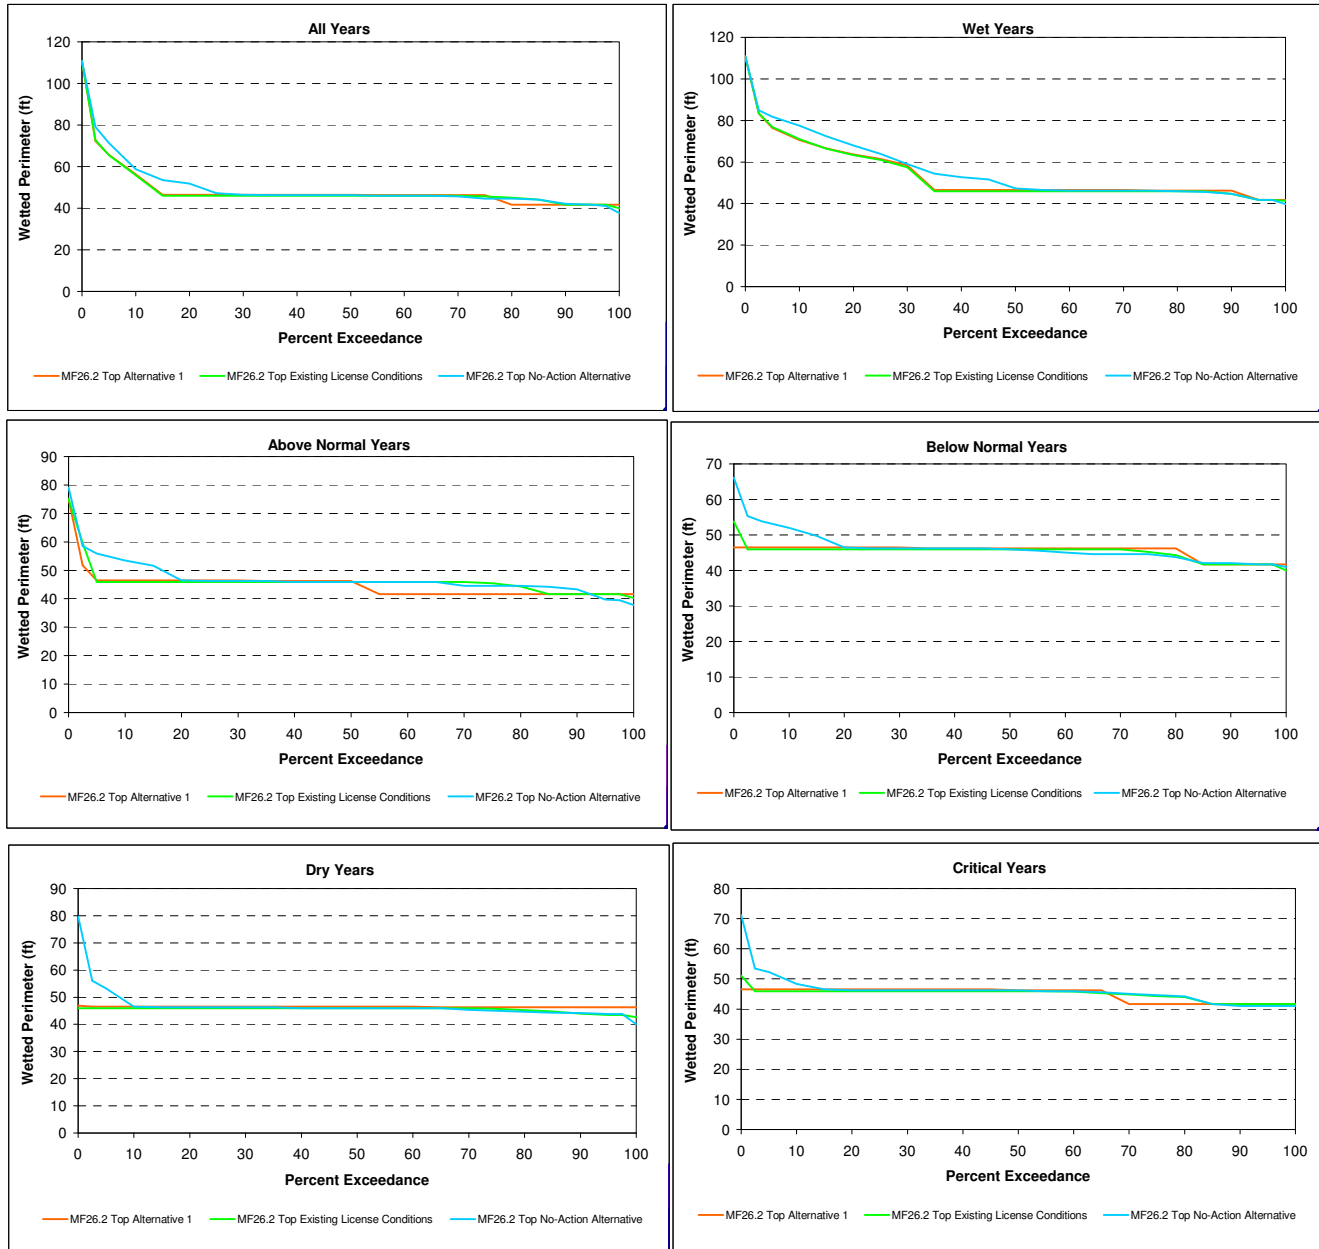 All Years
Wetted Perimeter (ft)
120
100
80
60
40
20
0
0 10 20 30 40 50 60 70 80 90 100
Percent Exceedance
MF26.2 Top Alternative 1 MF26.2 Top Existing License Conditions MF26.2 Top No-Action Alternative
Wet Years
Wetted Perimeter (ft)
120
100
80
60
40
20
0
0 10 20 30 40 50 60 70 80 90 100
Percent Exceedance
MF26.2 Top Alternative 1 MF26.2 Top Existing License Conditions MF26.2 Top No-Action Alternative
Above Normal Years
Wetted Perimeter (ft)
90
80
70
60
50
40
30
20
10
0
0 10 20 30 40 50 60 70 80 90 100
Percent Exceedance
MF26.2 Top Alternative 1 MF26.2 Top Existing License Conditions MF26.2 Top No-Action Alternative
Below Normal Years
Wetted Perimeter (ft)
70
60
50
40
30
20
10
0
0 10 20 30 40 50 60 70 80 90 100
Percent Exceedance
MF26.2 Top Alternative 1 MF26.2 Top Existing License Conditions MF26.2 Top No-Action Alternative
Dry Years
Wetted Perimeter (ft)
90
80
70
60
50
40
30
20
10
0
0 10 20 30 40 50 60 70 80 90 100
Percent Exceedance
MF26.2 Top Alternative 1 MF26.2 Top Existing License Conditions MF26.2 Top No-Action Alternative
Critical Years
Wetted Perimeter (ft)
80
70
60
50
40
30
20
10
0
0 10 20 30 40 50 60 70 80 90 100
Percent Exceedance
MF26.2 Top Alternative 1 MF26.2 Top Existing License Conditions MF26.2 Top No-Action Alternative